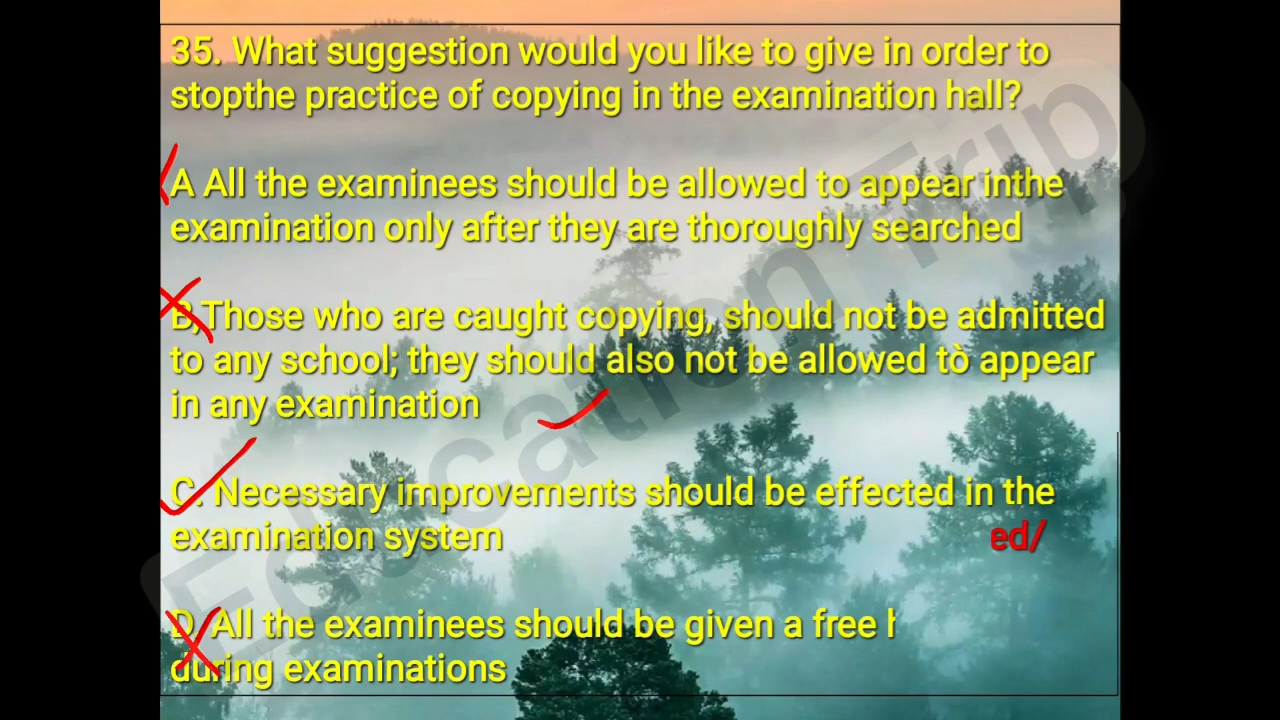 35. What suggestion would you like to give in order to
stopthe practice of copying in the examination hall?
A All the examinees should be allowed to appear inthe
examination only after they are thoroughly searched
B,Those who are caught copying, should not be admitted
to any school; they should also not be allowed tò appear
in any examination
C. Necessary improvements should be effected in the
examination system
ed/
D. All the examinees should be given a free
during examinations
Education Trip